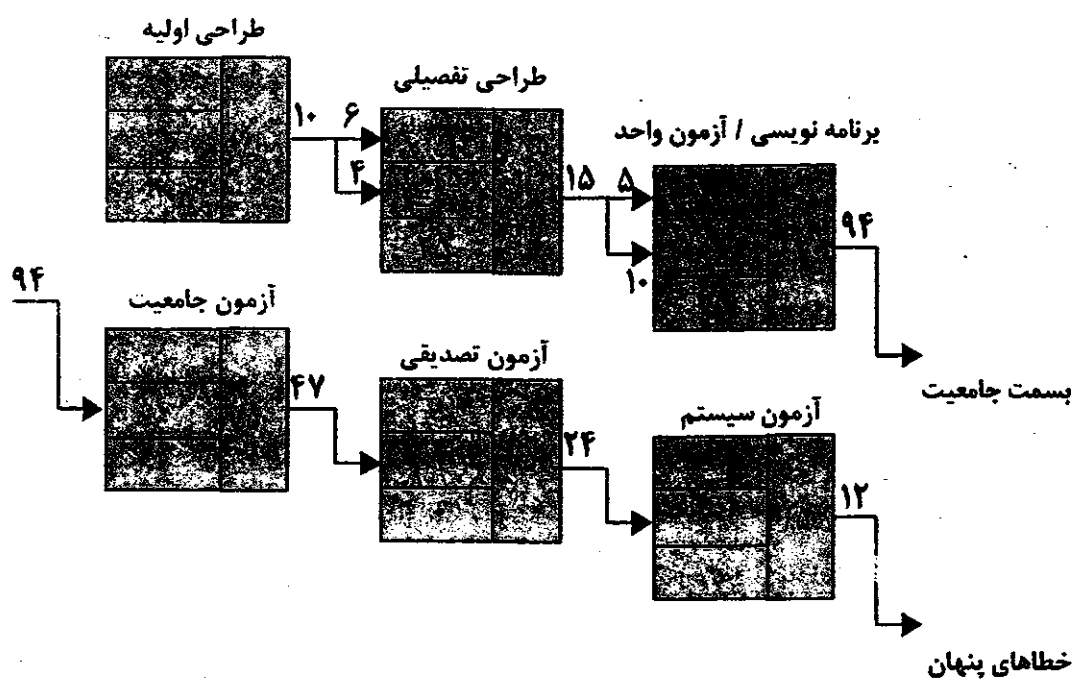 طراحی اولیه
طراحی تفصیلی
برنامه نویسی / آزمون واحد
۱۰ ۶
۴
۱۵ ۵
۱۰
۹۴
۹۴
آزمون جامعیت
آزمون تصدیقی
آزمون سیستم
بسمت جامعیت
۴۷
۲۴
۱۲
خطاهای پنهان